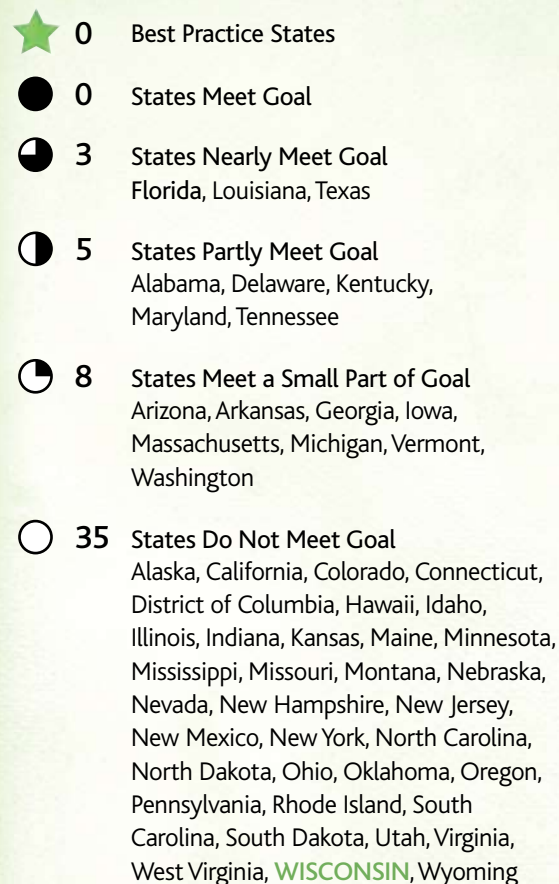 0 Best Practice States
0 States Meet Goal
3 States Nearly Meet Goal
Florida, Louisiana, Texas
5 States Partly Meet Goal
Alabama, Delaware, Kentucky,
Maryland, Tennessee
8 States Meet a Small Part of Goal
Arizona, Arkansas, Georgia, Iowa,
Massachusetts, Michigan, Vermont,
Washington
35 States Do Not Meet Goal
Alaska, California, Colorado, Connecticut,
District of Columbia, Hawaii, Idaho,
Illinois, Indiana, Kansas, Maine, Minnesota,
Mississippi, Missouri, Montana, Nebraska,
Nevada, New Hampshire, New Jersey,
New Mexico, New York, North Carolina,
North Dakota, Ohio, Oklahoma, Oregon,
Pennsylvania, Rhode Island, South
Carolina, South Dakota, Utah, Virginia,
West Virginia, WISCONSIN, Wyoming